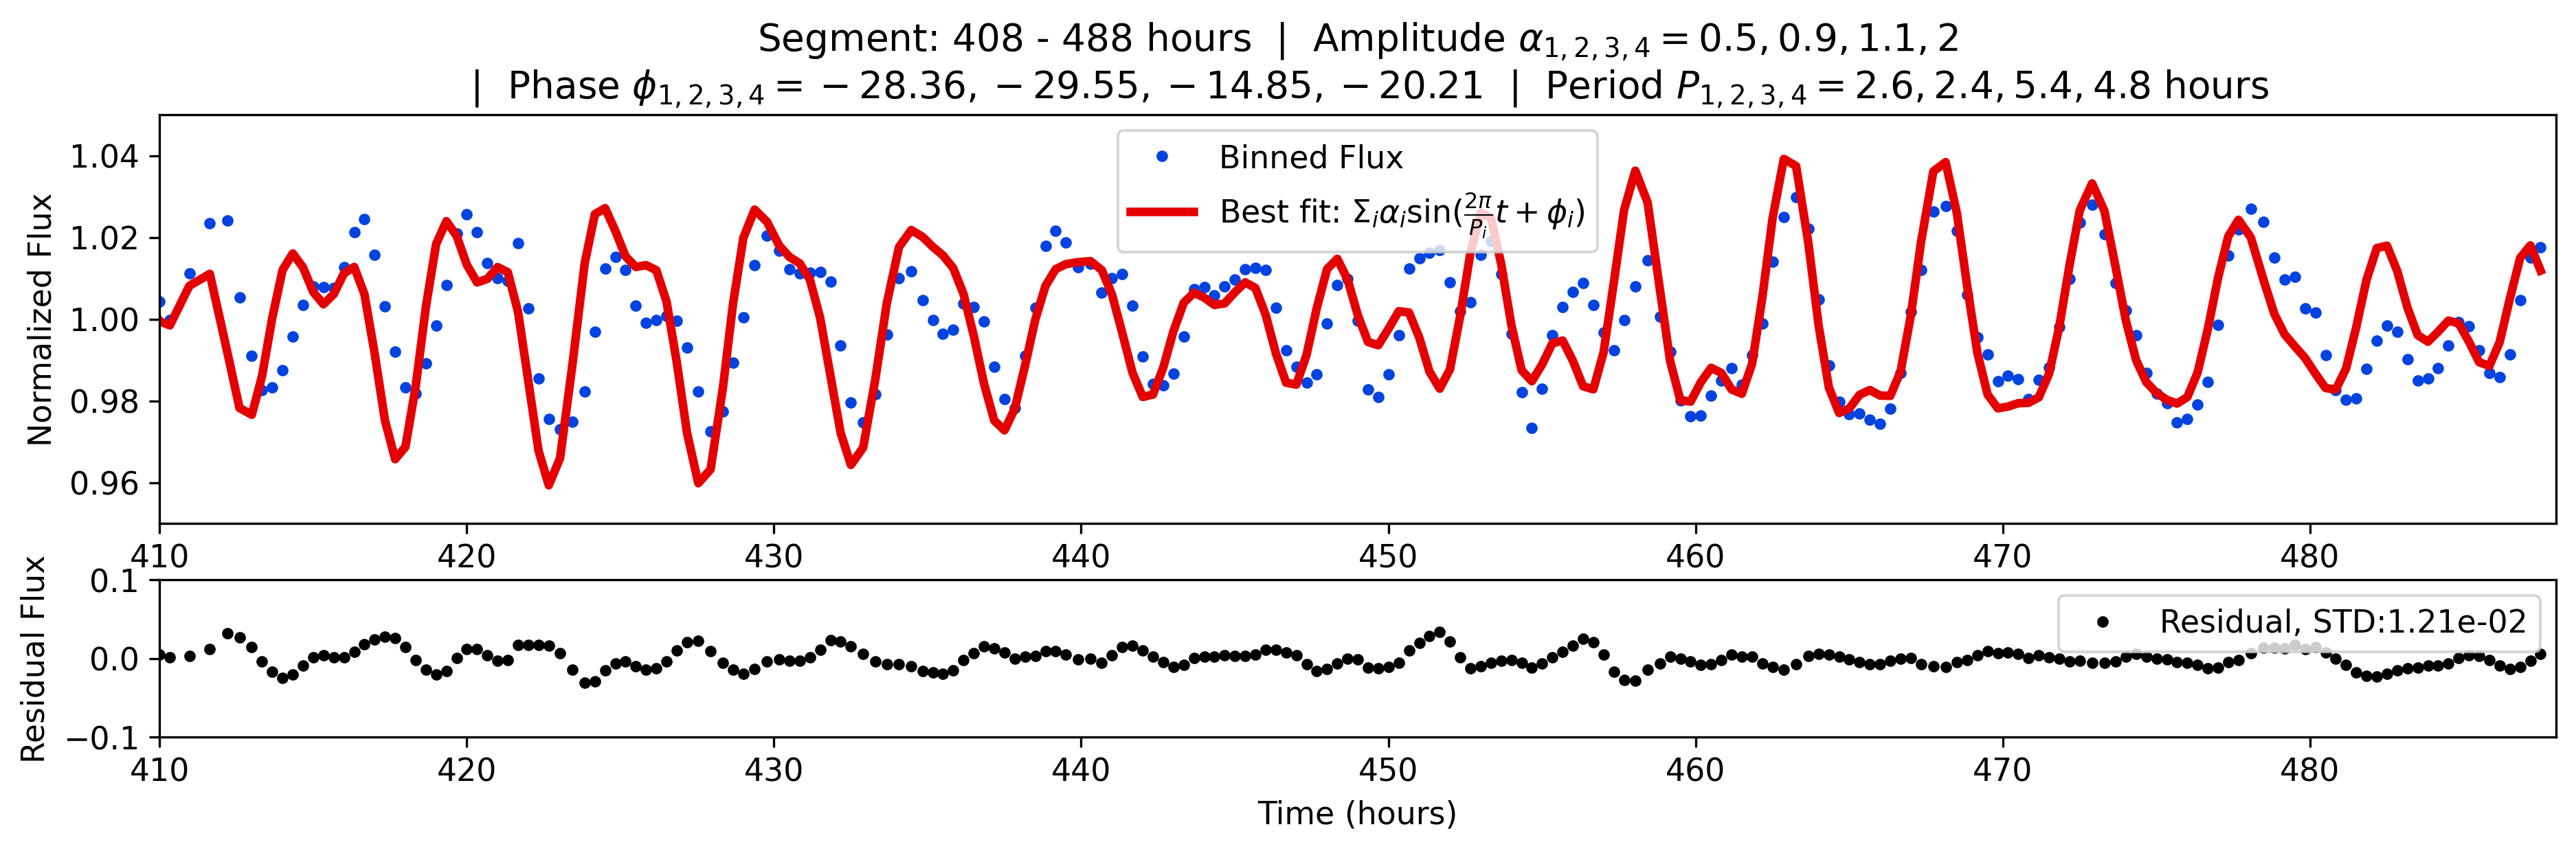 Segment: 408 - 488 hours | Amplitude α₁,₂,₃,₄ = 0.5, 0.9, 1.1, 2
| Phase ϕ₁,₂,₃,₄ = −28.36, −29.55, −14.85, −20.21 | Period P₁,₂,₃,₄ = 2.6, 2.4, 5.4, 4.8 hours
Normalized Flux
1.04
1.02
1.00
0.98
0.96
Binned Flux
Best fit: Σᵢαᵢsin(2π/Pᵢ t + ϕᵢ)
410 420 430 440 450 460 470 480
Residual Flux
0.1
0.0
−0.1
Residual, STD:1.21e-02
410 420 430 440 450 460 470 480
Time (hours)